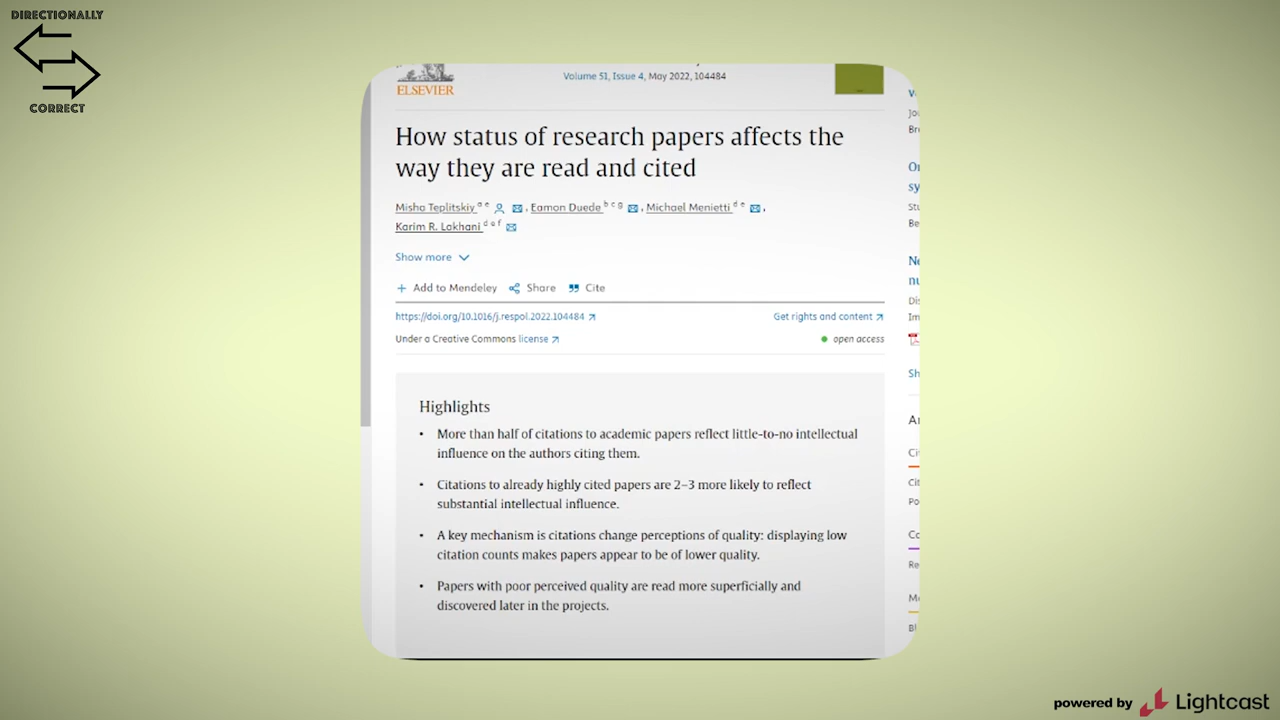 DIRECTIONALLY
CORRECT
ELSEVIER
Volume 51, Issue 4, May 2022, 104484
How status of research papers affects the
way they are read and cited
Misha Teplitskiy a e, Eamon Duede b c g, Michael Menietti d e,
Karim R. Lakhani d e f
Show more
+ Add to Mendeley Share Cite
https://doi.org/10.1016/j.respol.2022.104484 Get rights and content
Under a Creative Commons license open access
Highlights
• More than half of citations to academic papers reflect little-to-no intellectual
influence on the authors citing them.
• Citations to already highly cited papers are 2–3 more likely to reflect
substantial intellectual influence.
• A key mechanism is citations change perceptions of quality: displaying low
citation counts makes papers appear to be of lower quality.
• Papers with poor perceived quality are read more superficially and
discovered later in the projects.
powered by Lightcast